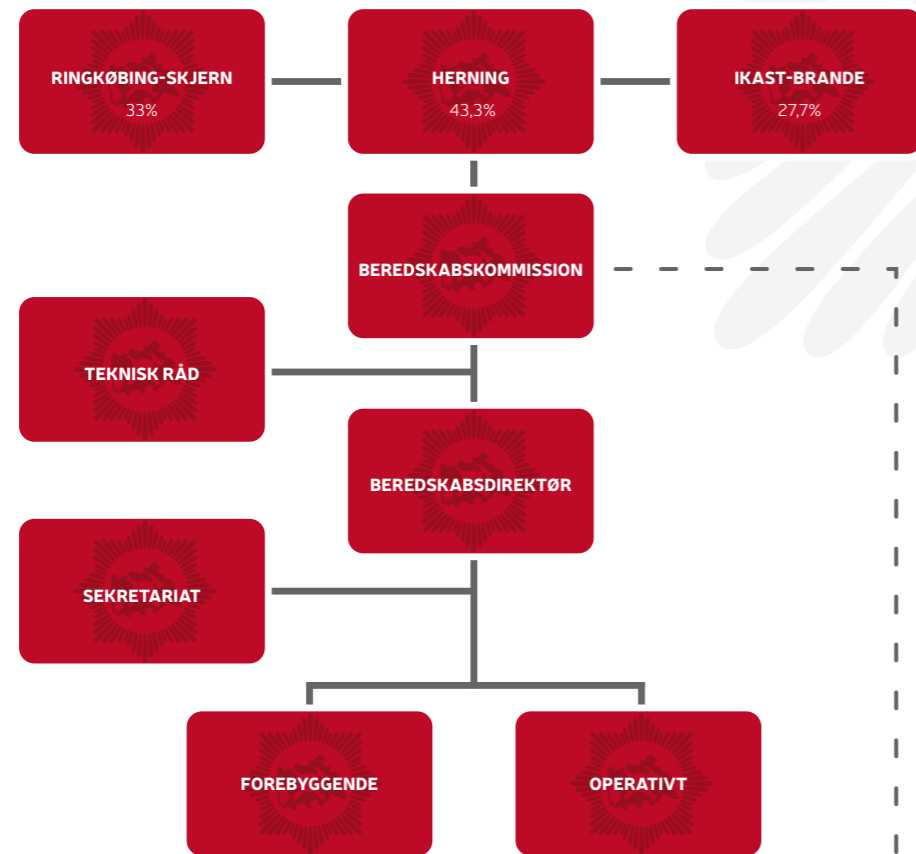 RINGKØBING-SKJERN
33%
HERNING
43,3%
IKAST-BRANDE
27,7%
BEREDSKABSKOMMISSION
TEKNISK RÅD
BEREDSKABSDIREKTØR
SEKRETARIAT
FOREBYGGENDE
OPERATIVT